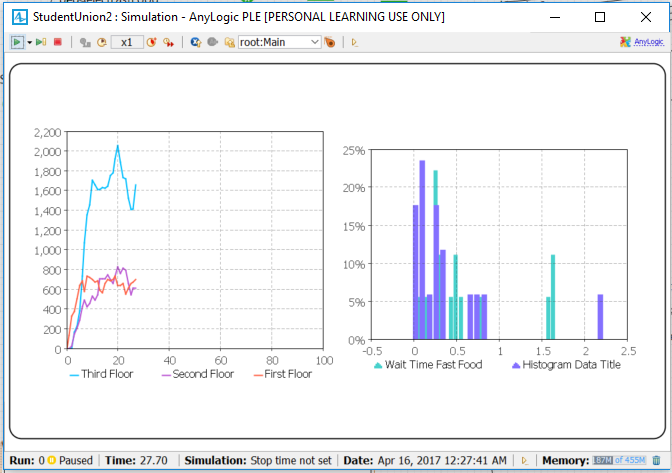 StudentUnion2 : Simulation - AnyLogic PLE [PERSONAL LEARNING USE ONLY]
x1 root:Main AnyLogic
2,200
2,000
1,800
1,600
1,400
1,200
1,000
800
600
400
200
0
0 20 40 60 80 100
Third Floor Second Floor First Floor
25%
20%
15%
10%
5%
0%
-0.5 0 0.5 1 1.5 2 2.5
Wait Time Fast Food Histogram Data Title
Run: 0 Paused Time: 27.70 Simulation: Stop time not set Date: Apr 16, 2017 12:27:41 AM Memory: 87M of 455M